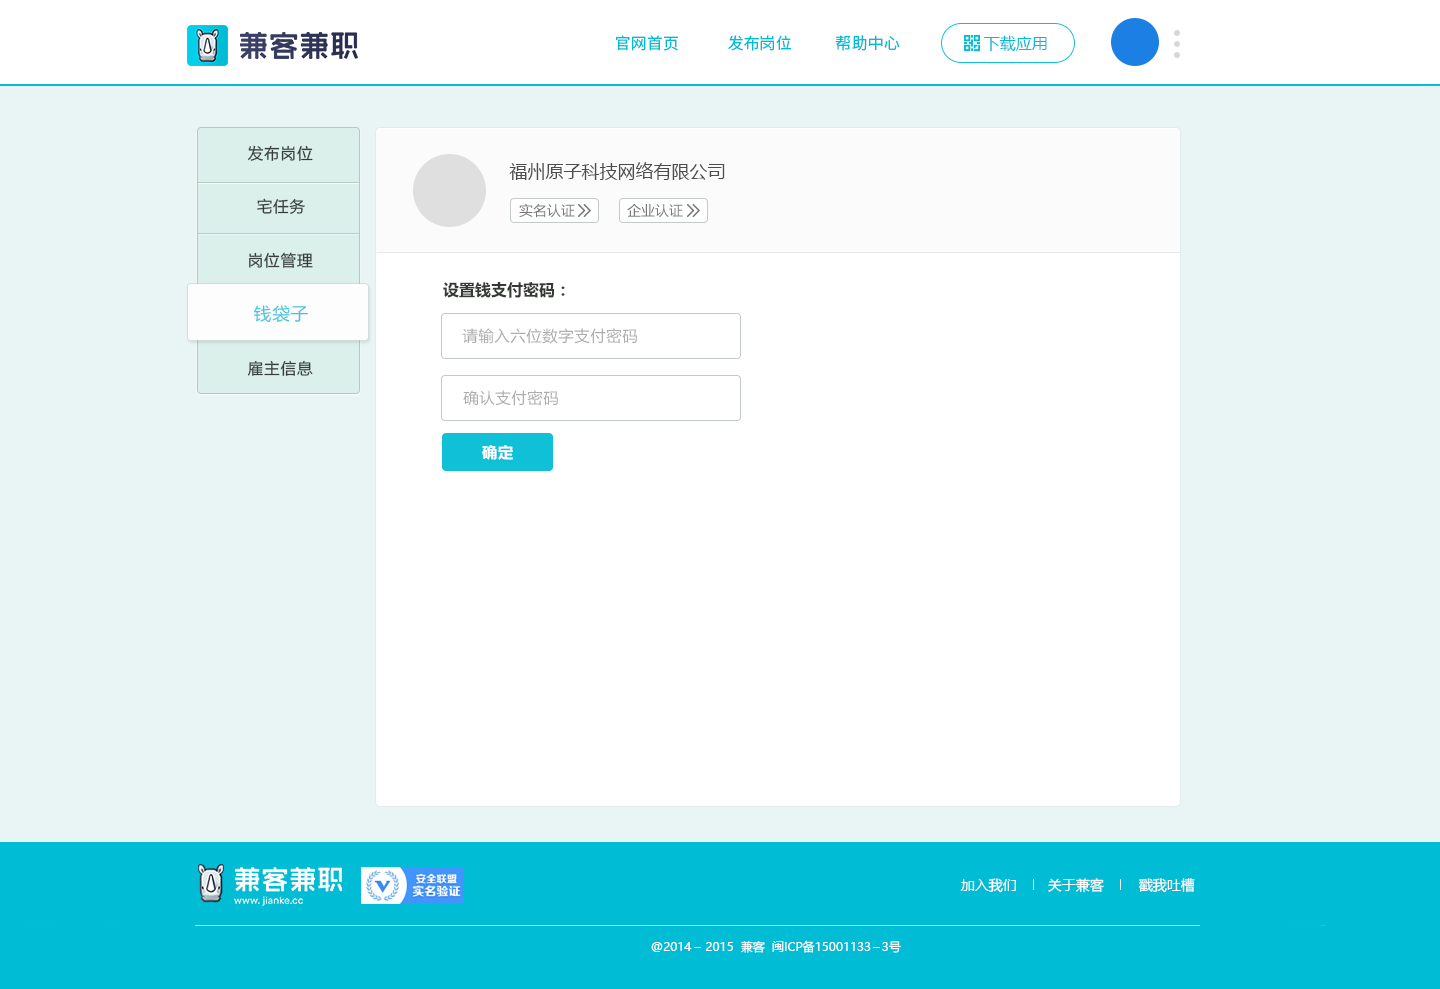 兼客兼职
官网首页
发布岗位
帮助中心
下载应用
发布岗位
宅任务
岗位管理
钱袋子
雇主信息
福州原子科技网络有限公司
实名认证
企业认证
设置钱支付密码：
请输入六位数字支付密码
确认支付密码
确定
兼客兼职
www.jianke.cc
安全联盟
实名验证
加入我们
关于兼客
戳我吐槽
@2014－2015 兼客 闽ICP备15001133－3号